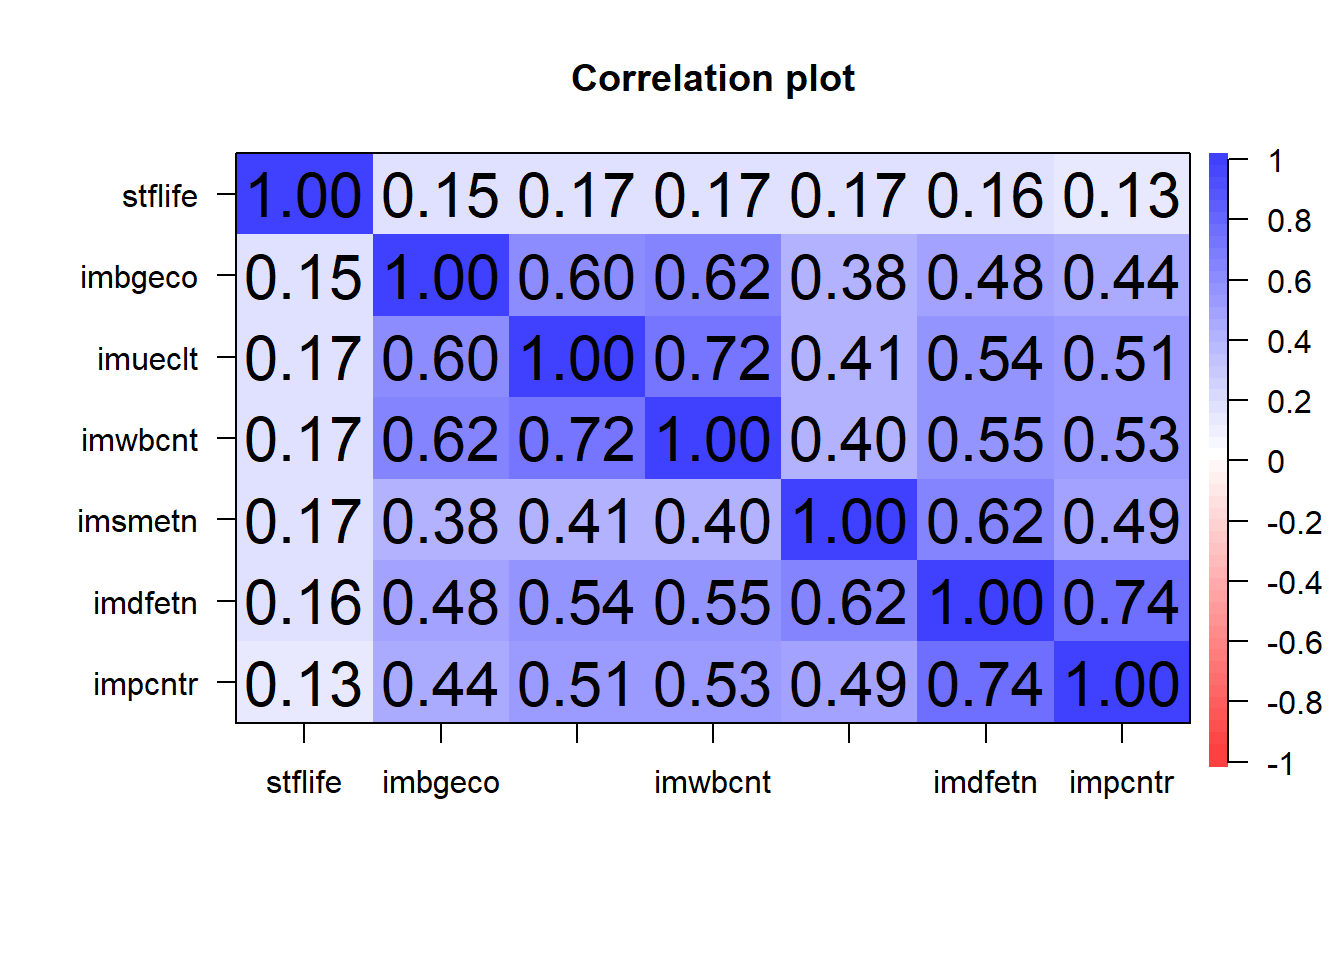 Correlation plot
stflife 1.00 0.15 0.17 0.17 0.17 0.16 0.13
imbgeco 0.15 1.00 0.60 0.62 0.38 0.48 0.44
imueclt 0.17 0.60 1.00 0.72 0.41 0.54 0.51
imwbcnt 0.17 0.62 0.72 1.00 0.40 0.55 0.53
imsmetn 0.17 0.38 0.41 0.40 1.00 0.62 0.49
imdfetn 0.16 0.48 0.54 0.55 0.62 1.00 0.74
impcntr 0.13 0.44 0.51 0.53 0.49 0.74 1.00
stflife imbgeco imwbcnt imdfetn impcntr
1
0.8
0.6
0.4
0.2
0
-0.2
-0.4
-0.6
-0.8
-1